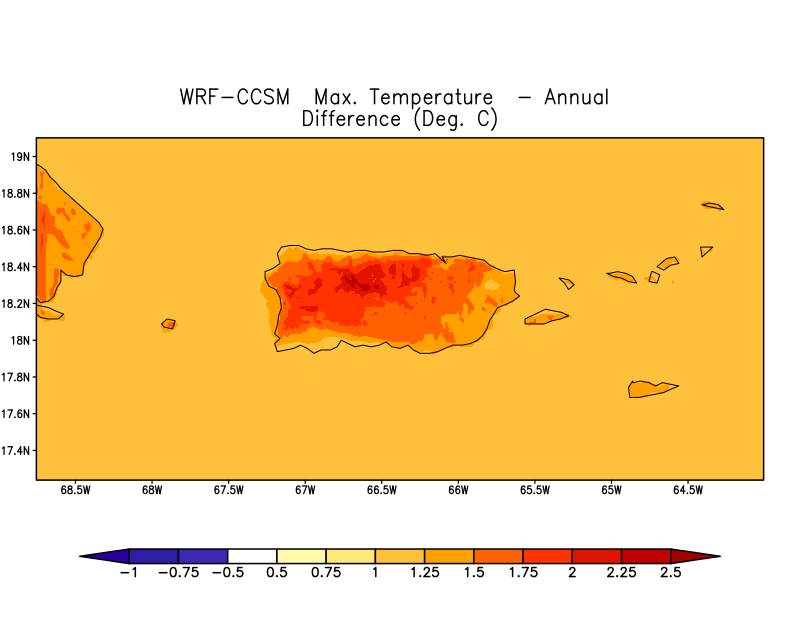 WRF-CCSM Max. Temperature - Annual
Difference (Deg. C)
19N
18.8N
18.6N
18.4N
18.2N
18N
17.8N
17.6N
17.4N
68.5W 68W 67.5W 67W 66.5W 66W 65.5W 65W 64.5W
-1 -0.75 -0.5 0.5 0.75 1 1.25 1.5 1.75 2 2.25 2.5